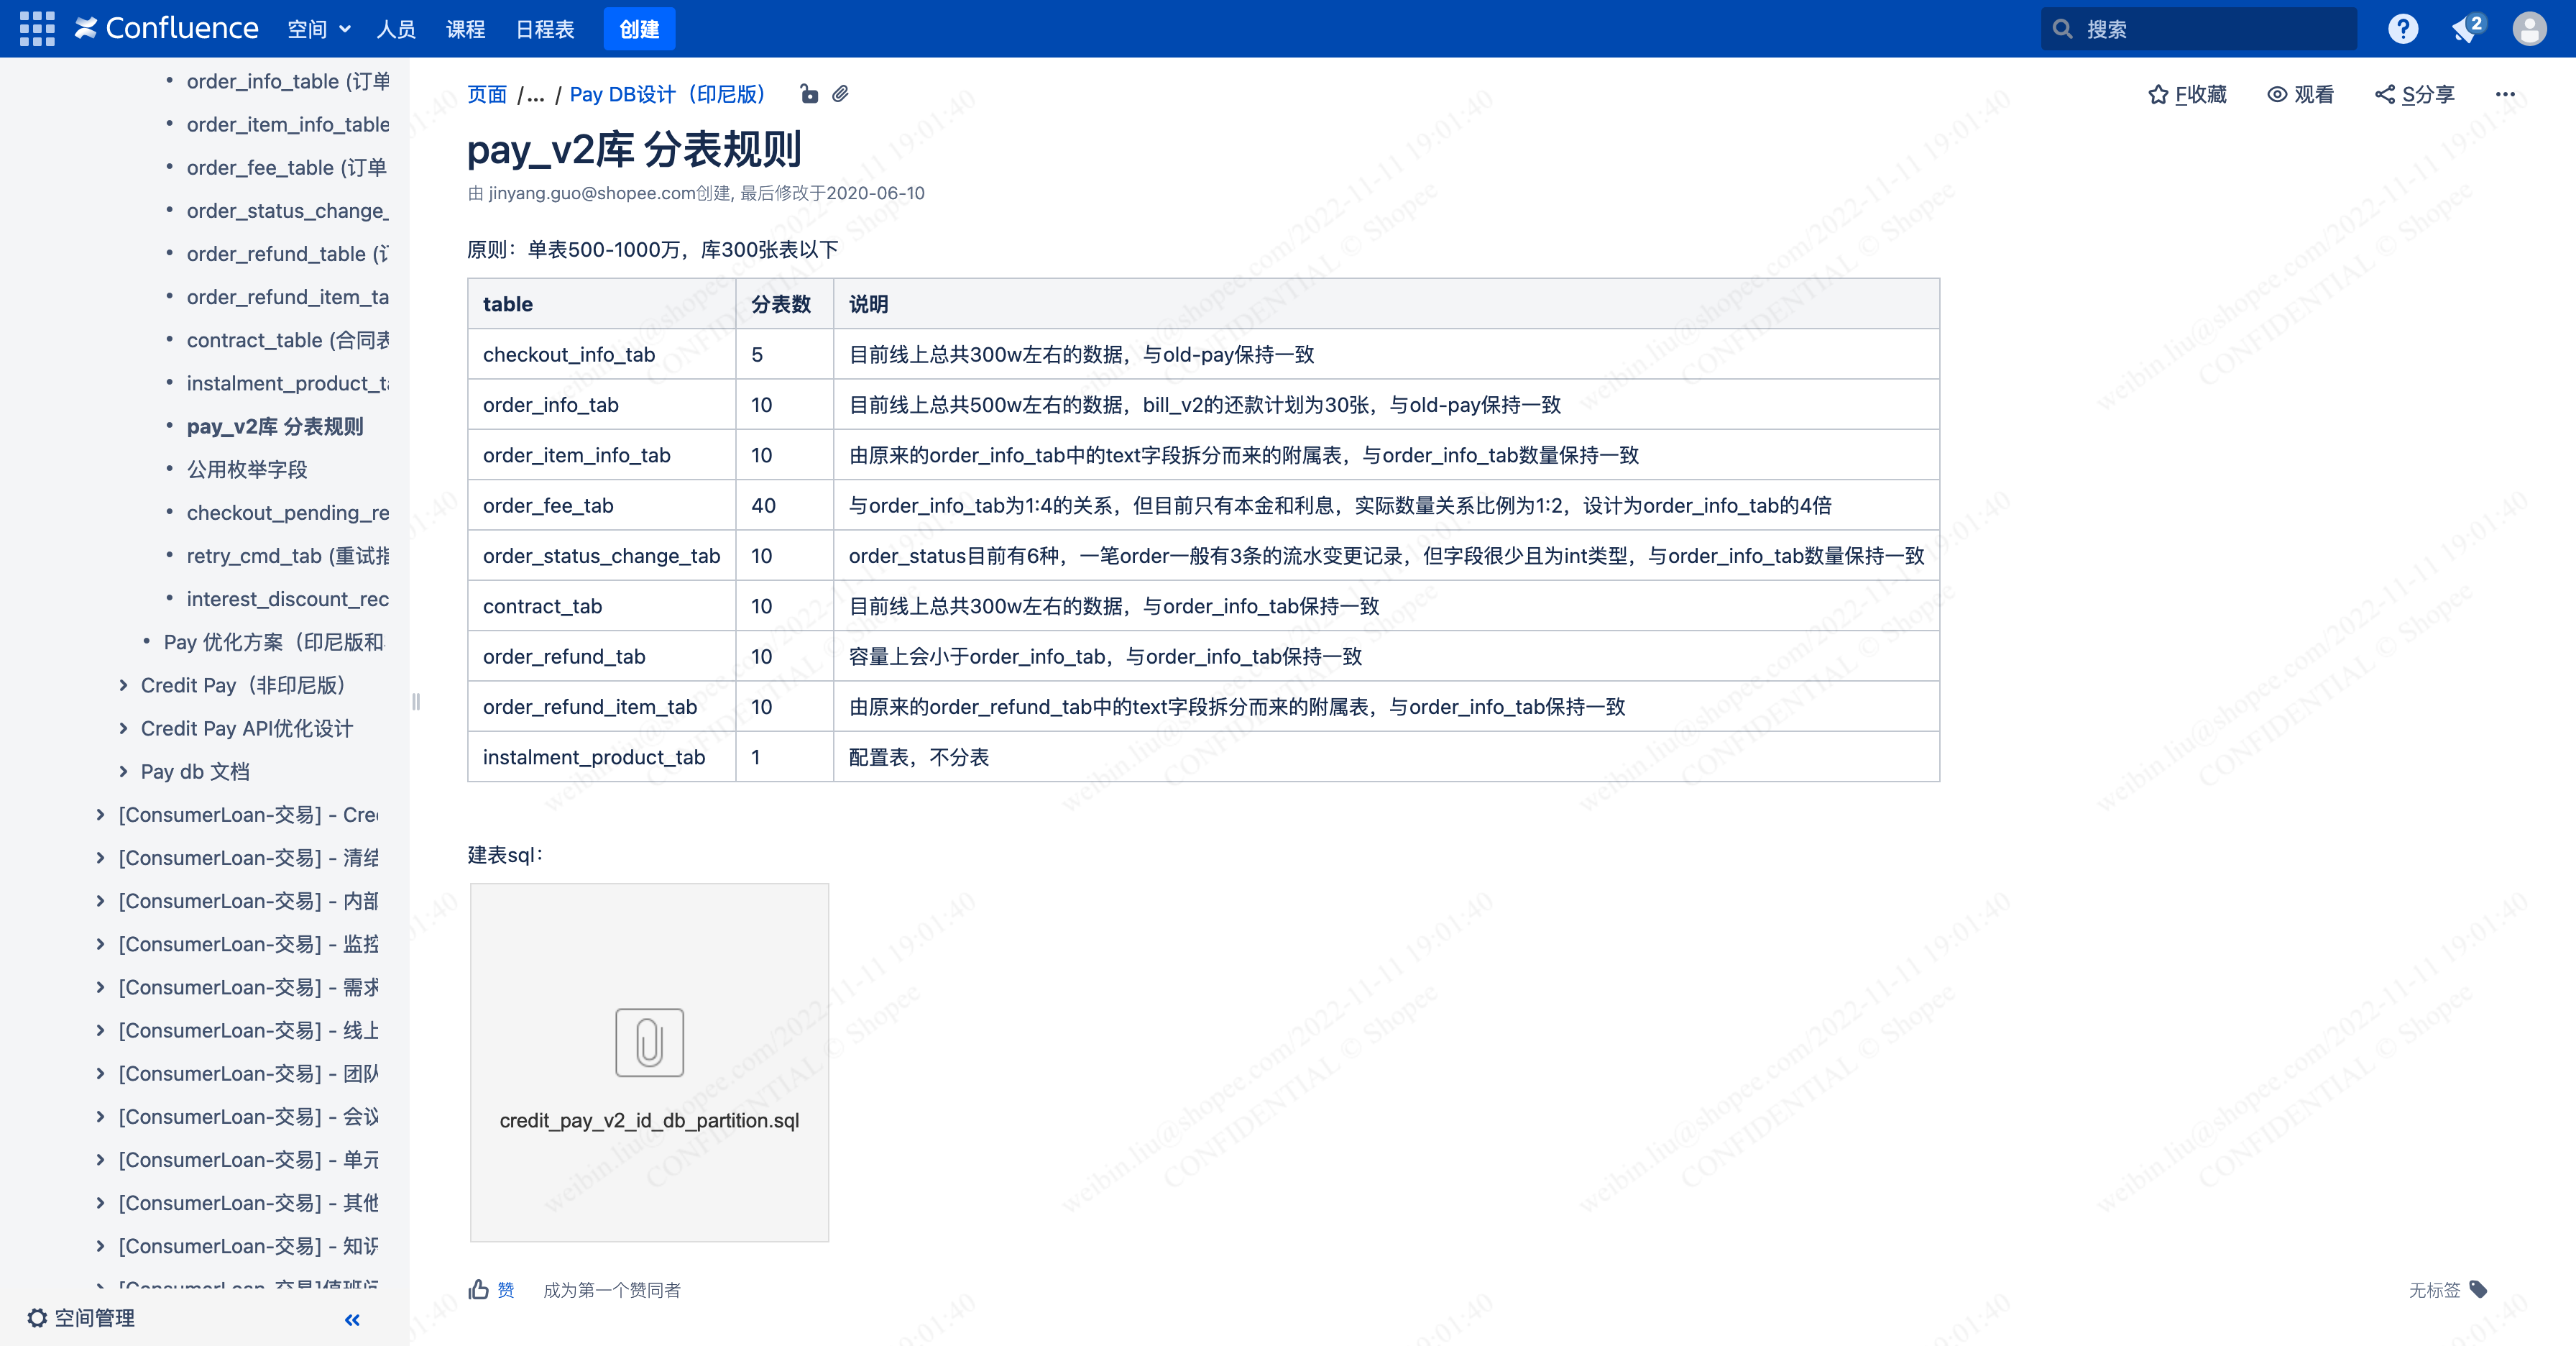 Confluence 空间 人员 课程 日程表 创建 搜索 2
order_info_table (订单
order_item_info_table
order_fee_table (订单
order_status_change_
order_refund_table (
order_refund_item_ta
contract_table (合同表
instalment_product_ta
pay_v2库 分表规则
公用枚举字段
checkout_pending_re
retry_cmd_tab (重试指
interest_discount_rec
Pay 优化方案（印尼版和
Credit Pay（非印尼版）
Credit Pay API优化设计
Pay db 文档
[ConsumerLoan-交易] - Cre
[ConsumerLoan-交易] - 清结
[ConsumerLoan-交易] - 内部
[ConsumerLoan-交易] - 监控
[ConsumerLoan-交易] - 需求
[ConsumerLoan-交易] - 线上
[ConsumerLoan-交易] - 团队
[ConsumerLoan-交易] - 会议
[ConsumerLoan-交易] - 单元
[ConsumerLoan-交易] - 其他
[ConsumerLoan-交易] - 知识
[ConsumerLoan-交易]值班问
空间管理
页面 /... / Pay DB设计（印尼版）
F收藏 观看 S分享
pay_v2库 分表规则
由 jinyang.guo@shopee.com创建, 最后修改于2020-06-10
原则：单表500-1000万，库300张表以下
table 分表数 说明
checkout_info_tab 5 目前线上总共300w左右的数据，与old-pay保持一致
order_info_tab 10 目前线上总共500w左右的数据，bill_v2的还款计划为30张，与old-pay保持一致
order_item_info_tab 10 由原来的order_info_tab中的text字段拆分而来的附属表，与order_info_tab数量保持一致
order_fee_tab 40 与order_info_tab为1:4的关系，但目前只有本金和利息，实际数量关系比例为1:2，设计为order_info_tab的4倍
order_status_change_tab 10 order_status目前有6种，一笔order一般有3条的流水变更记录，但字段很少且为int类型，与order_info_tab数量保持一致
contract_tab 10 目前线上总共300w左右的数据，与order_info_tab保持一致
order_refund_tab 10 容量上会小于order_info_tab，与order_info_tab保持一致
order_refund_item_tab 10 由原来的order_refund_tab中的text字段拆分而来的附属表，与order_info_tab保持一致
instalment_product_tab 1 配置表，不分表
建表sql：
credit_pay_v2_id_db_partition.sql
赞 成为第一个赞同者
无标签
weibin.liu@shopee.com/2022-11-11 19:01:40
CONFIDENTIAL © Shopee